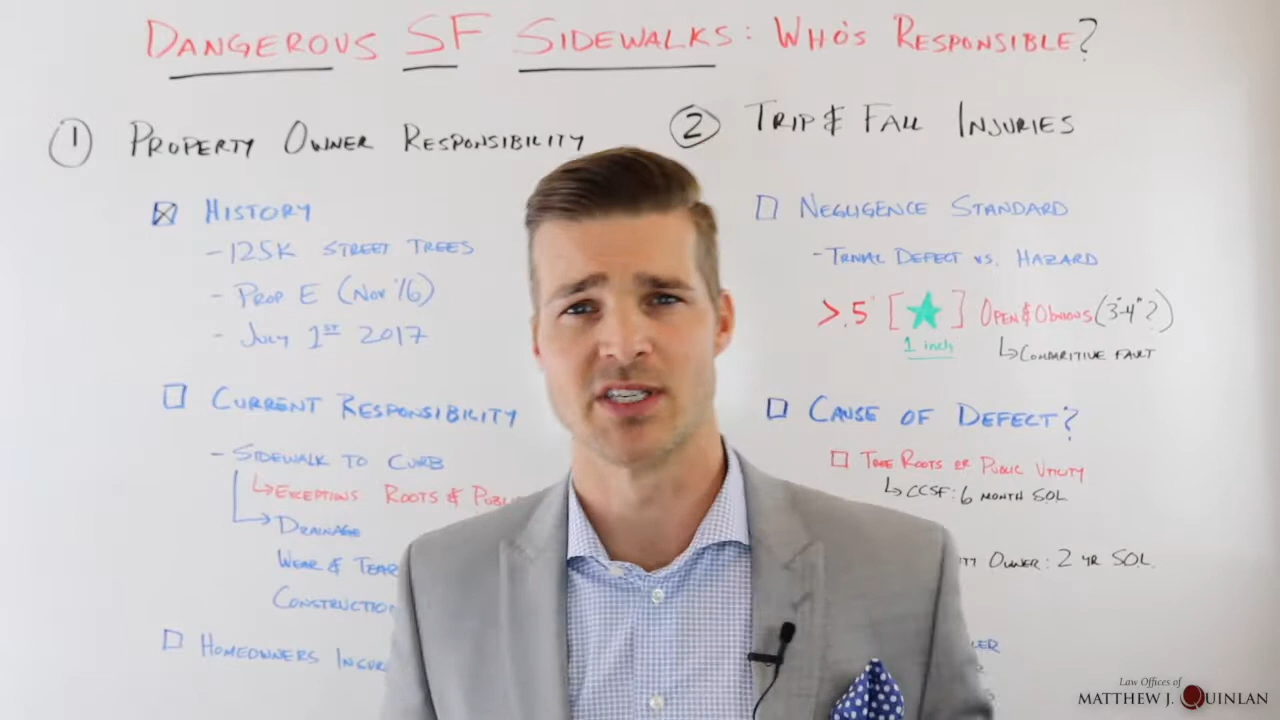 DANGEROUS SF SIDEWALKS: WHO'S RESPONSIBLE?
1 PROPERTY OWNER RESPONSIBILITY
HISTORY
- 125K STREET TREES
- PROP E (NOV '16)
- JULY 1ST 2017
CURRENT RESPONSIBILITY
- SIDEWALK TO CURB
EXCEPTIONS ROOTS &
DRAINAGE
WEAR & TEAR
CONSTRUCTION
HOMEOWNERS
2 TRIP & FALL INJURIES
NEGLIGENCE STANDARD
- TRIVIAL DEFECT VS. HAZARD
>.5" [★] OPEN & OBVIOUS (3"-4"?)
1 inch
COMPARITIVE FAULT
CAUSE OF DEFECT?
TREE ROOTS OR PUBLIC UTILITY
CCSF: 6 MONTH SOL
OWNER: 2 YR SOL
Law Offices of
MATTHEW J. QUINLAN